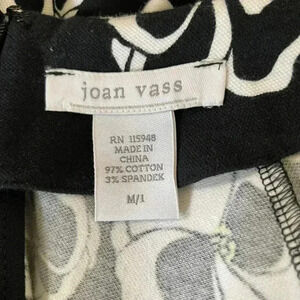 joan vass
RN 115948
MADE IN
CHINA
97% COTTON
3% SPANDEX
M/1